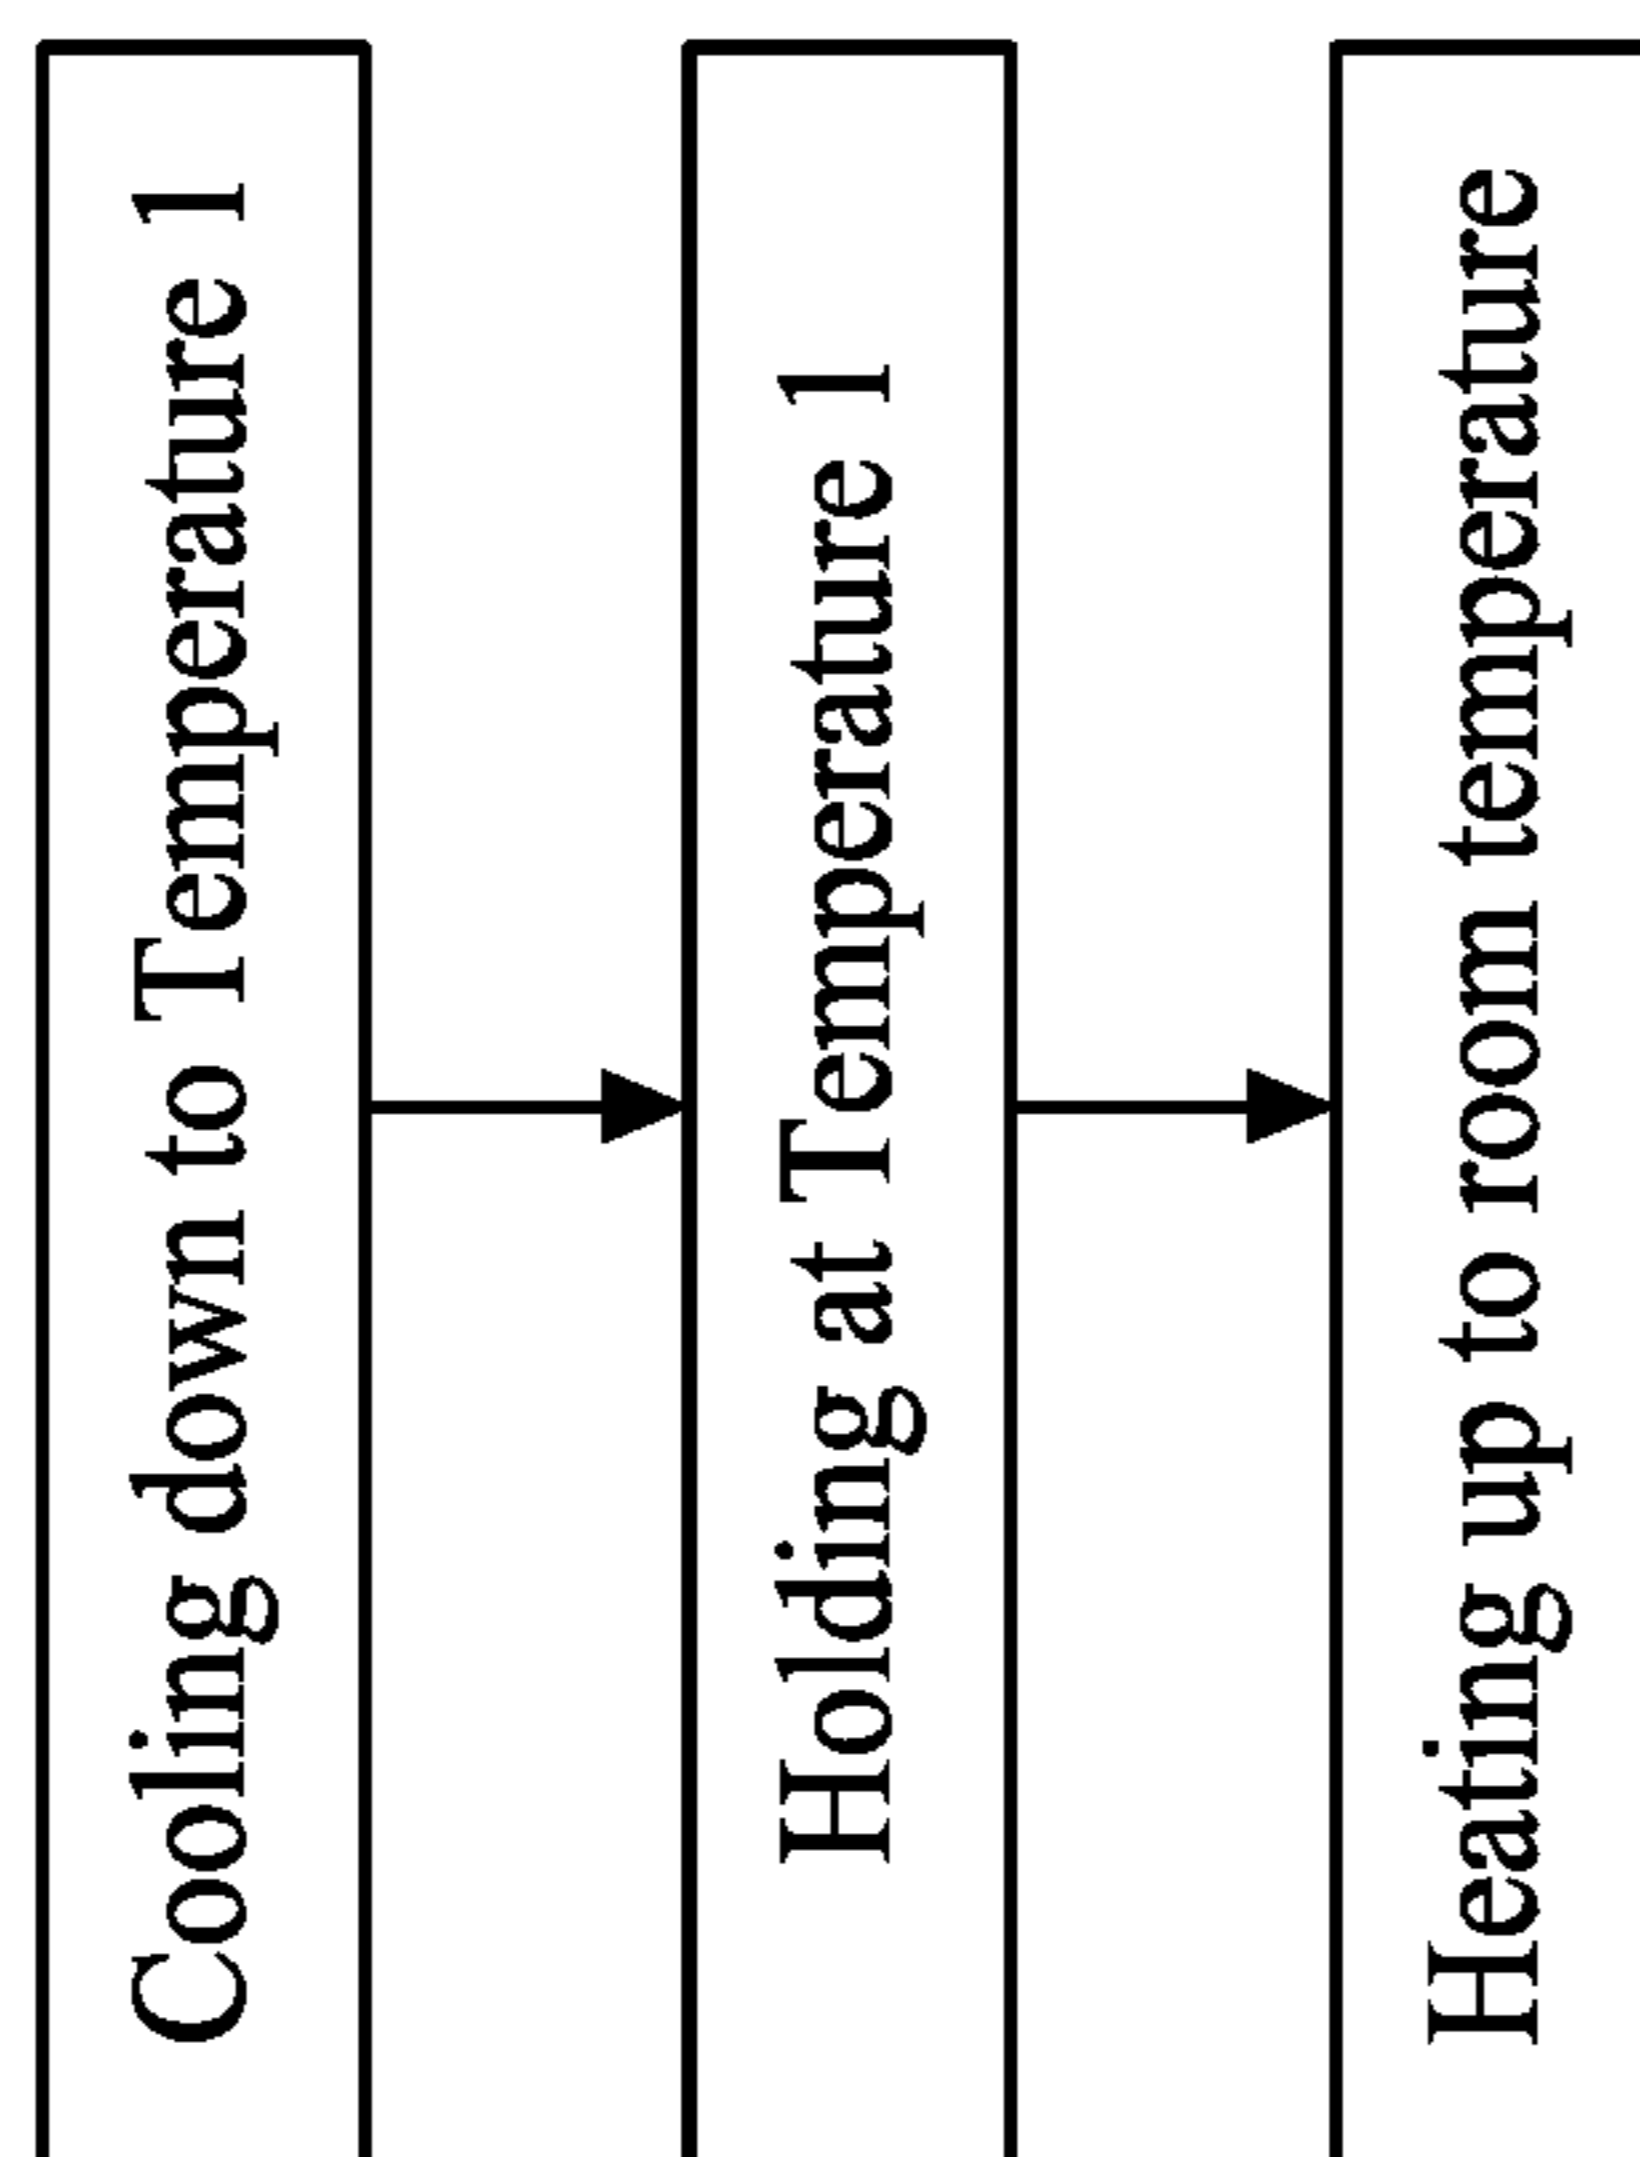 Cooling down to Temperature 1
Holding at Temperature 1
Heating up to room temperature